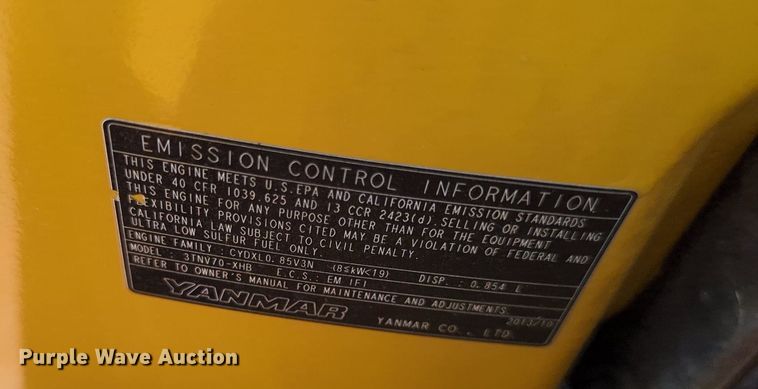 EMISSION CONTROL INFORMATION
THIS ENGINE MEETS U.S.EPA AND CALIFORNIA EMISSION STANDARDS
UNDER 40 CFR 1039.625 AND 13 CCR 2423(d).SELLING OR INSTALLING
THIS ENGINE FOR ANY PURPOSE OTHER THAN FOR THE EQUIPMENT
FLEXIBILITY PROVISIONS CITED MAY BE A VIOLATION OF FEDERAL AND
CALIFORNIA LAW SUBJECT TO CIVIL PENALTY.
ULTRA LOW SULFUR FUEL ONLY.
ENGINE FAMILY : CYDXL0.85V3N (8≤kW<19) DISP.: 0.854 L
MODEL : 3TNV70-XHB E.C.S.: EM IFI
REFER TO OWNER'S MANUAL FOR MAINTENANCE AND ADJUSTMENTS.
2013/10
YANMAR YANMAR CO., LTD.
Purple Wave Auction